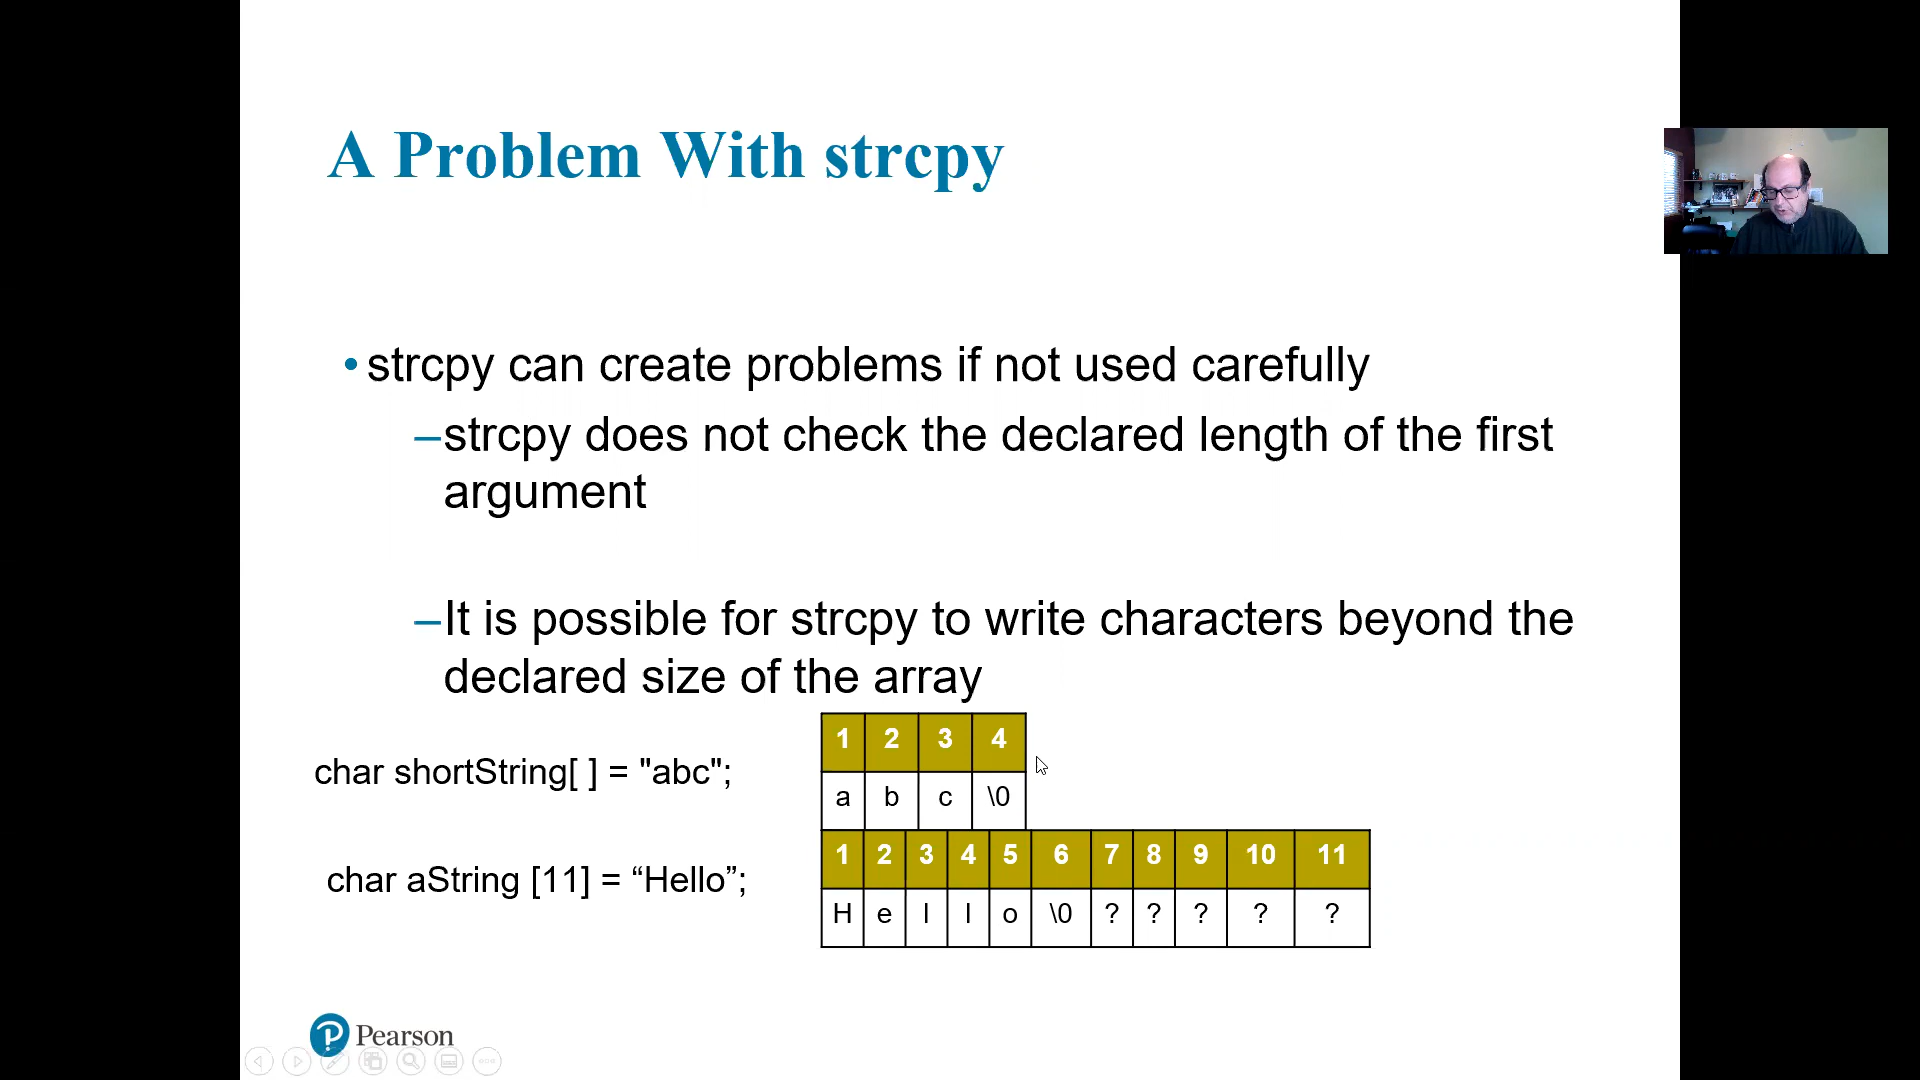 A Problem With strcpy
• strcpy can create problems if not used carefully
–strcpy does not check the declared length of the first
argument
–It is possible for strcpy to write characters beyond the
declared size of the array
char shortString[ ] = "abc";
1 2 3 4
a b c \0
char aString [11] = “Hello”;
1 2 3 4 5 6 7 8 9 10 11
H e l l o \0 ? ? ? ? ?
P Pearson